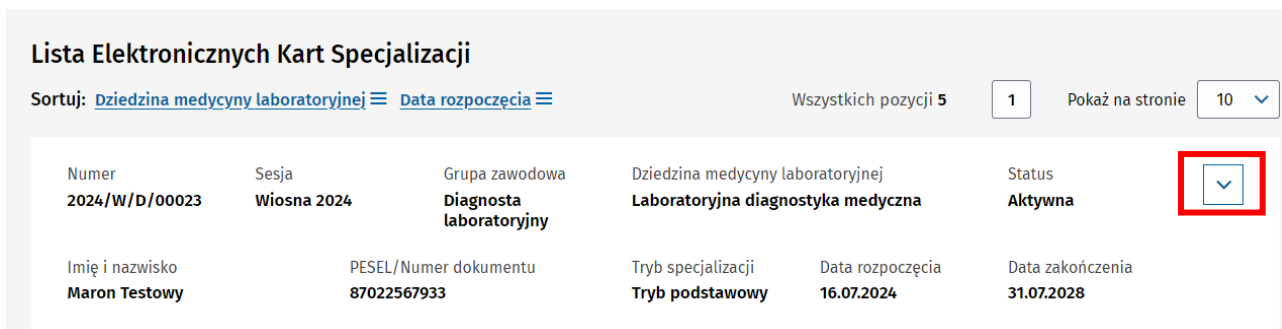 Lista Elektronicznych Kart Specjalizacji
Sortuj: Dziedzina medycyny laboratoryjnej Data rozpoczęcia Wszystkich pozycji 5 1 Pokaż na stronie 10
Numer Sesja Grupa zawodowa Dziedzina medycyny laboratoryjnej Status
2024/W/D/00023 Wiosna 2024 Diagnosta Laboratoryjna diagnostyka medyczna Aktywna
laboratoryjny
Imię i nazwisko PESEL/Numer dokumentu Tryb specjalizacji Data rozpoczęcia Data zakończenia
Maron Testowy 87022567933 Tryb podstawowy 16.07.2024 31.07.2028